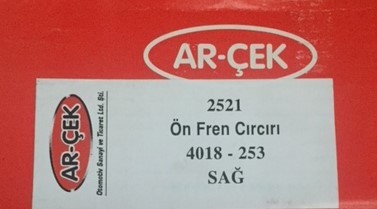 AR-ÇEK
AR-ÇEK
Otomotiv Sanayi ve Ticaret Ltd. Şti.
2521
Ön Fren Cırcırı
4018 - 253
SAĞ